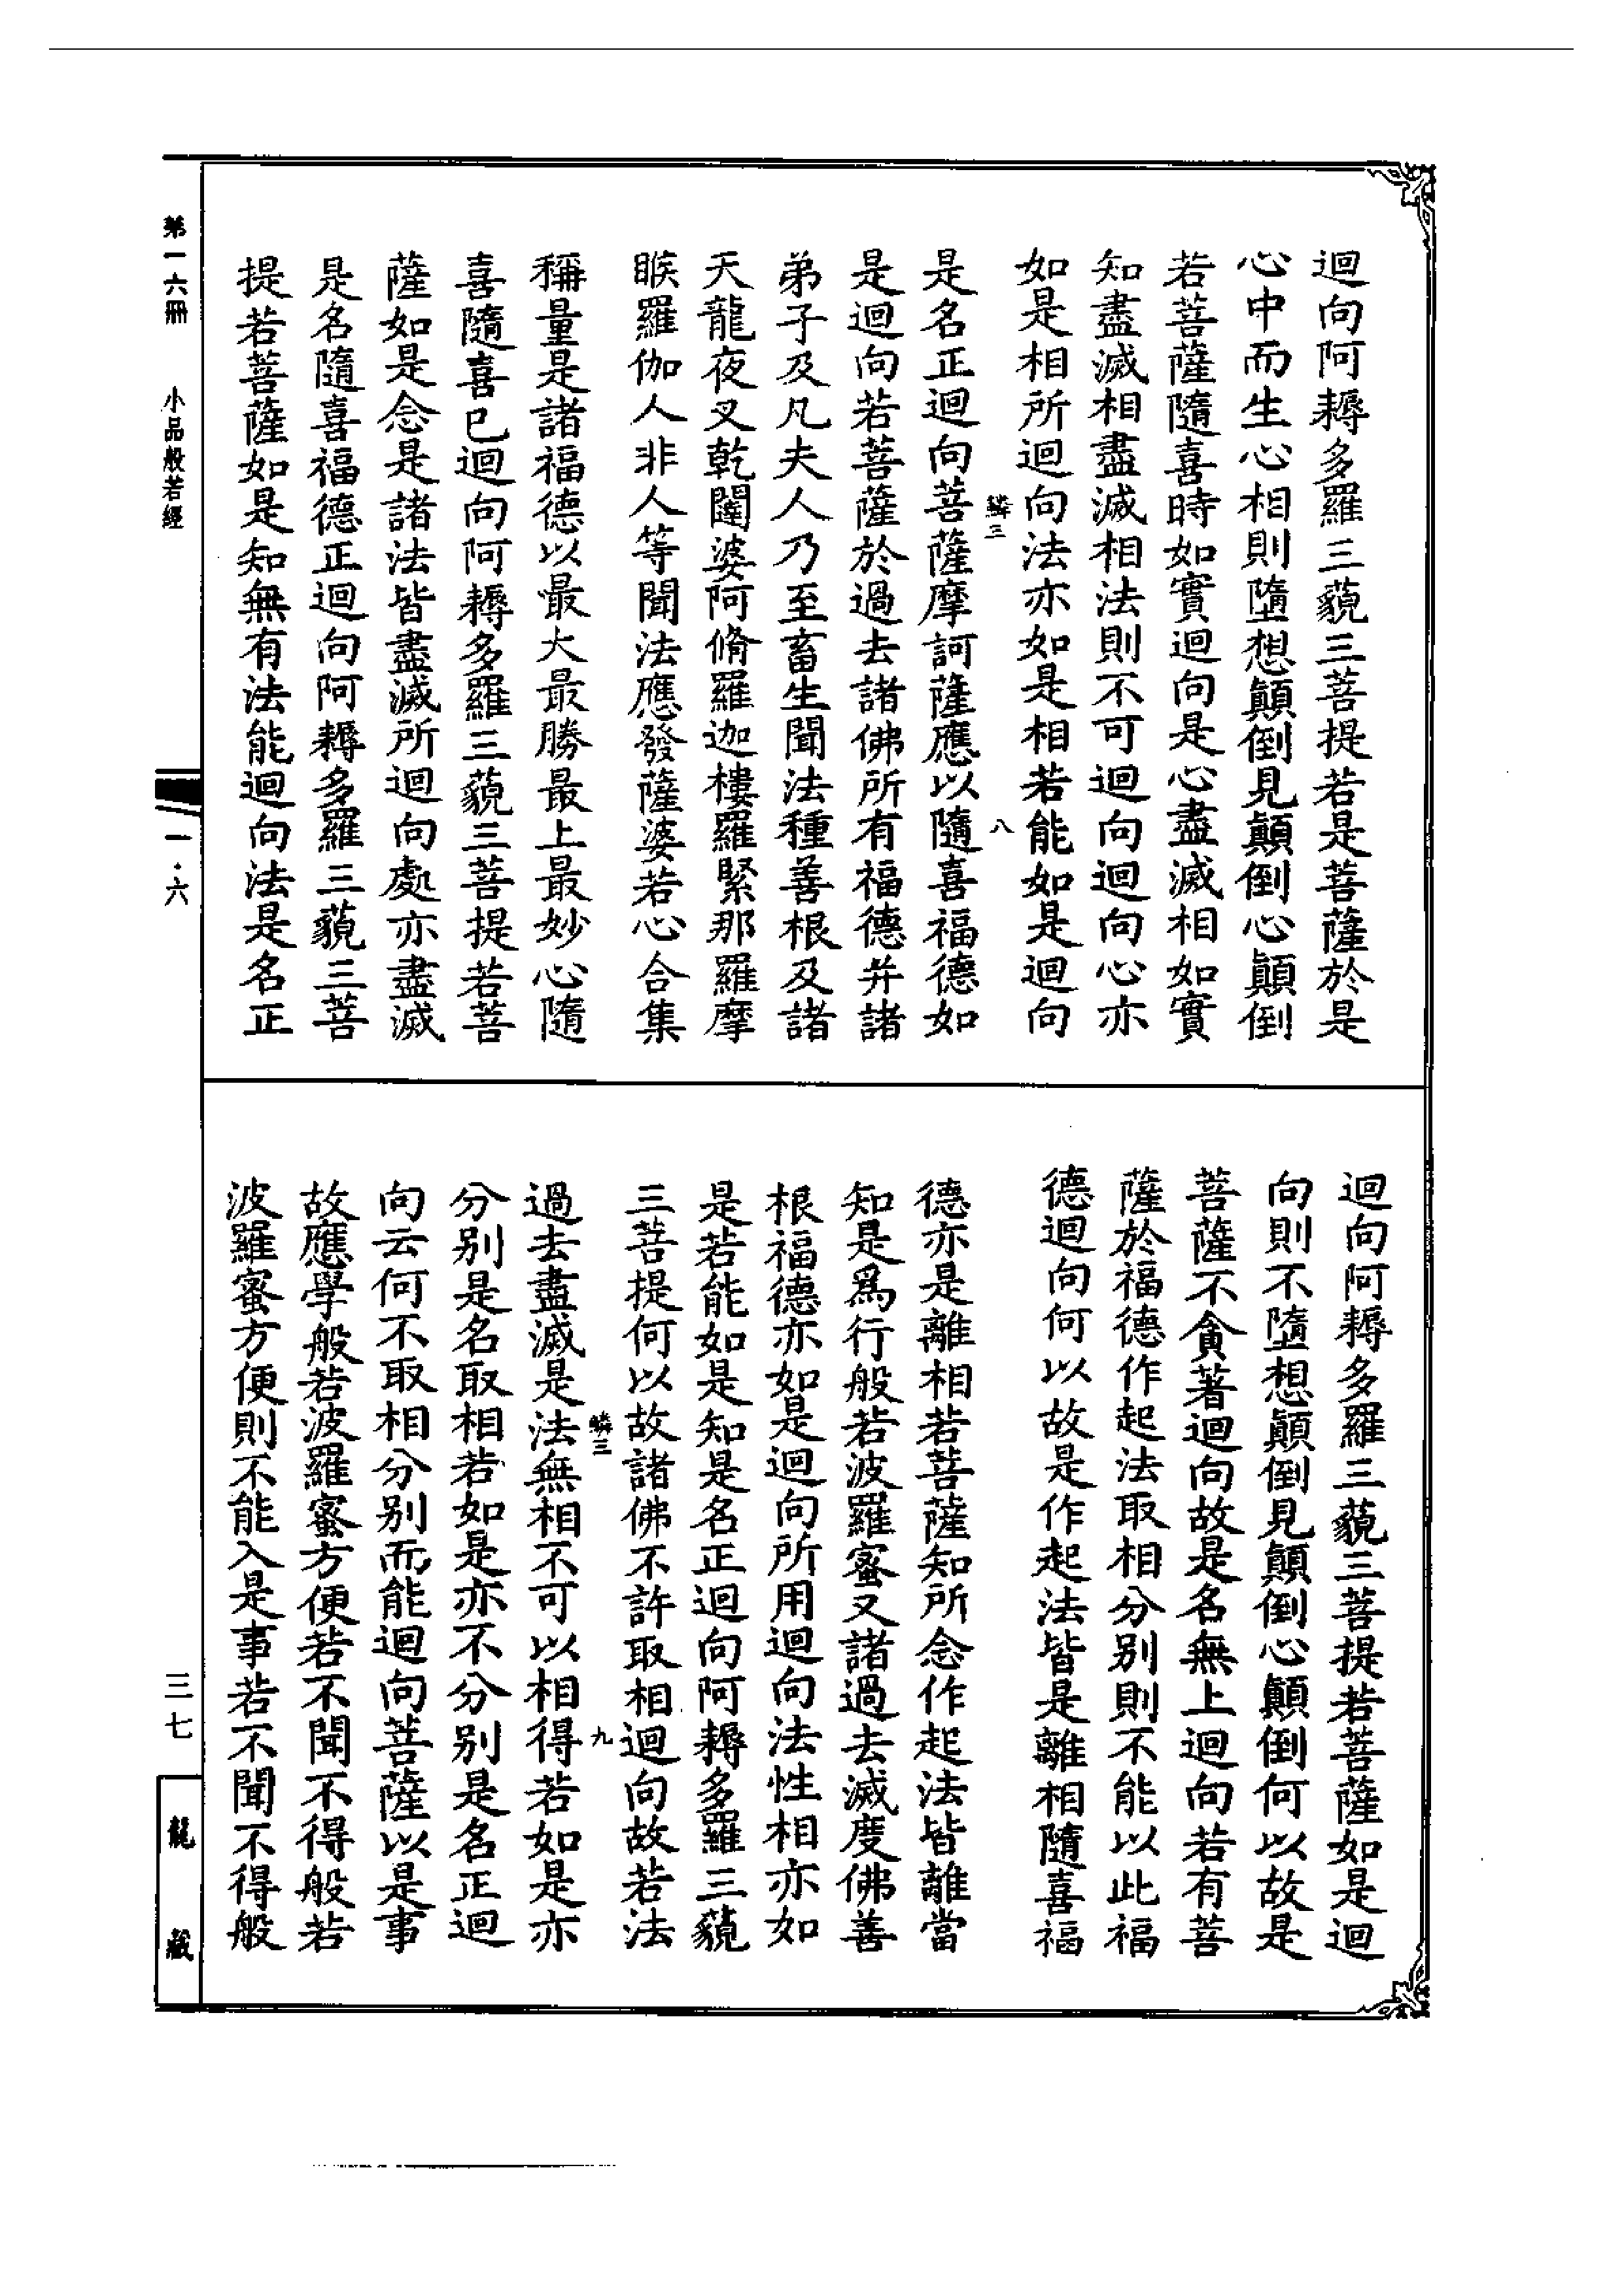 迴向阿耨多羅三藐三菩提若是菩薩於是
心中而生心相則墮想顛倒見顛倒心顛倒
若菩薩隨喜時如實迴向是心盡滅相如實
知盡滅相盡滅相法則不可迴向迴向心亦
如是相所迴向法亦如是相若能如是迴向
鱗三 八
是名正迴向菩薩摩訶薩應以隨喜福德如
是迴向若菩薩於過去諸佛所有福德并諸
弟子及凡夫人乃至畜生聞法種善根及諸
天龍夜叉乾闥婆阿脩羅迦樓羅緊那羅摩
睺羅伽人非人等聞法應發薩婆若心合集
稱量是諸福德以最大最勝最上最妙心隨
喜隨喜已迴向阿耨多羅三藐三菩提若菩
薩如是念是諸法皆盡滅所迴向處亦盡滅
是名隨喜福德正迴向阿耨多羅三藐三菩
提若菩薩如是知無有法能迴向法是名正
迴向阿耨多羅三藐三菩提若菩薩如是迴
向則不墮想顛倒見顛倒心顛倒何以故是
菩薩不貪著迴向故是名無上迴向若有菩
薩於福德作起法取相分別則不能以此福
德迴向何以故是作起法皆是離相隨喜福
德亦是離相若菩薩知所念作起法皆離當
知是為行般若波羅蜜又諸過去滅度佛善
根福德亦如是迴向所用迴向法性相亦如
是若能如是知是名正迴向阿耨多羅三藐
三菩提何以故諸佛不許取相迴向故若法
鱗三 九
過去盡滅是法無相不可以相得若如是亦
分別是名取相若如是亦不分別是名正迴
向云何不取相分別而能迴向菩薩以是事
故應學般若波羅蜜方便若不聞不得般若
波羅蜜方便則不能入是事若不聞不得般
第一六冊 小品般若經 一·六 三七 龍藏